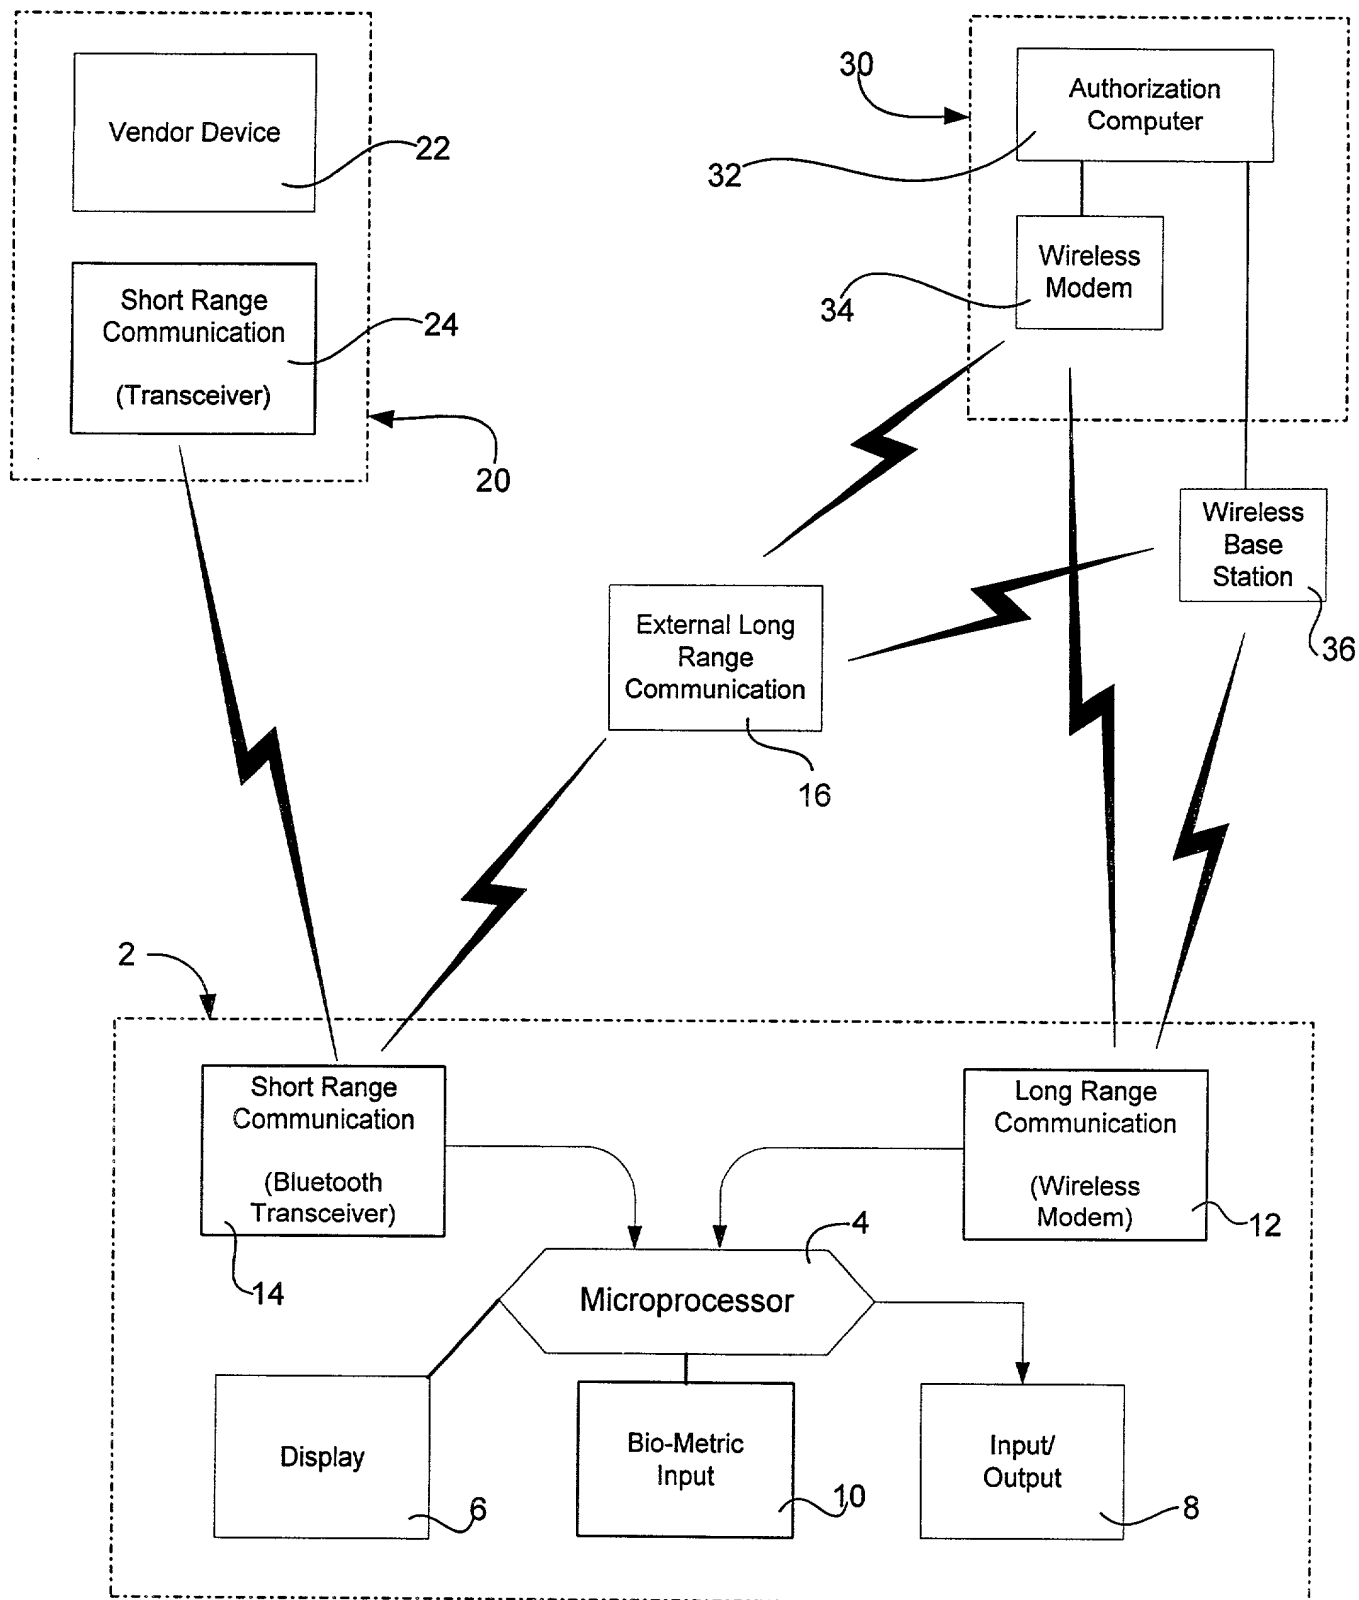 Vendor Device
22
Short Range
Communication
(Transceiver)
24
20
30
Authorization
Computer
32
Wireless
Modem
34
Wireless
Base
Station
36
External Long
Range
Communication
16
2
Short Range
Communication
(Bluetooth
Transceiver)
14
Long Range
Communication
(Wireless
Modem)
12
4
Microprocessor
Display
6
Bio-Metric
Input
10
Input/
Output
8